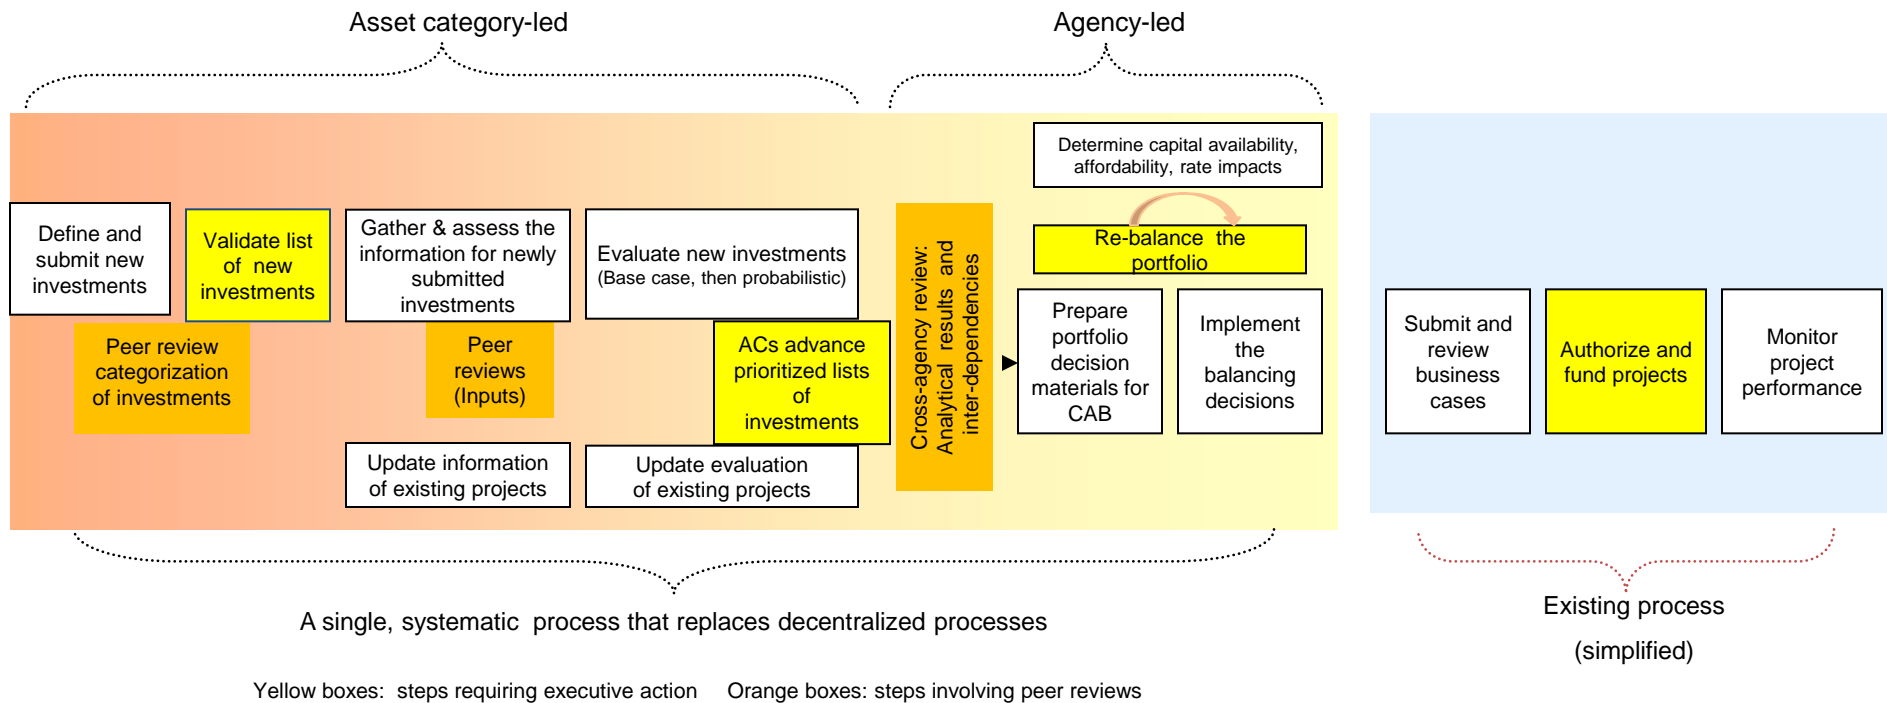 Asset category-led
Agency-led
Determine capital availability,
affordability, rate impacts
Define and
submit new
investments
Validate list
of new
investments
Gather & assess the
information for newly
submitted
investments
Evaluate new investments
(Base case, then probabilistic)
Cross-agency review:
Analytical results and
inter-dependencies
Re-balance the
portfolio
Peer review
categorization
of investments
Peer
reviews
(Inputs)
ACs advance
prioritized lists
of
investments
Prepare
portfolio
decision
materials for
CAB
Implement
the
balancing
decisions
Submit and
review
business
cases
Authorize and
fund projects
Monitor
project
performance
Update information
of existing projects
Update evaluation
of existing projects
A single, systematic process that replaces decentralized processes
Existing process
(simplified)
Yellow boxes: steps requiring executive action Orange boxes: steps involving peer reviews